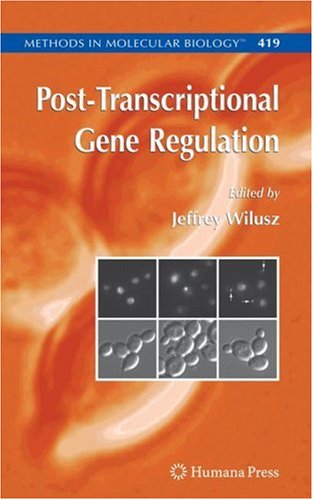 METHODS IN MOLECULAR BIOLOGY™ 419
Post-Transcriptional
Gene Regulation
Edited by
Jeffrey Wilusz
Humana Press